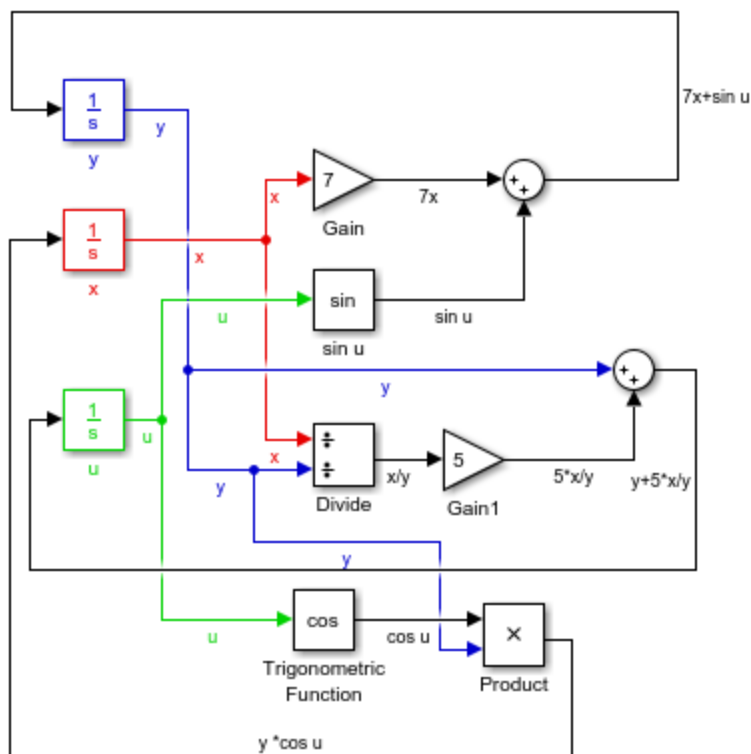 7x+sin u
1
s
y
y
7
x
7x
+
+
Gain
1
s
x
x
u
sin
sin u
sin u
y
+
+
1
s
u
u
÷
÷
x
y
Divide
x/y
5
Gain1
5*x/y
y+5*x/y
y
cos
cos u
u
Trigonometric
Function
×
Product
y *cos u